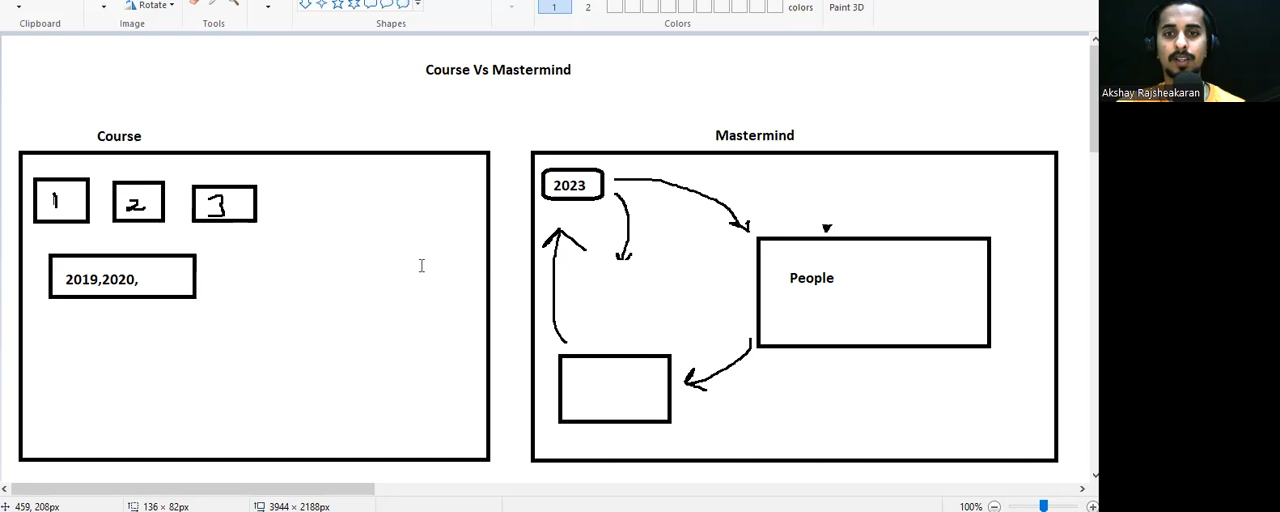 Rotate
Clipboard
Image
Tools
Shapes
1
2
colors
Paint 3D
Colors
Akshay Rajsheakaran
Course Vs Mastermind
Course
Mastermind
1 2 3
2019,2020,
2023
People
459, 208px
136 × 82px
3944 × 2188px
100%